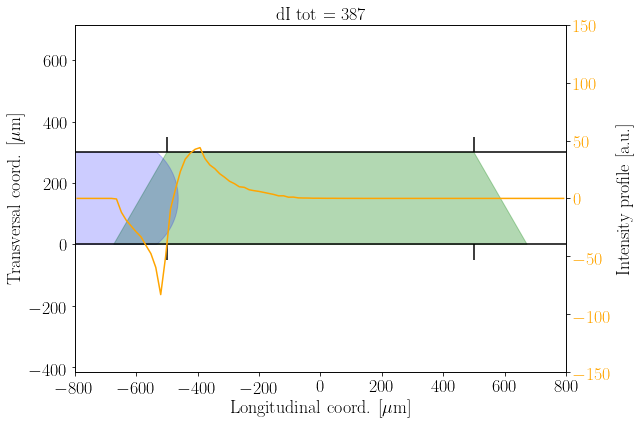 dI tot = 387
Transversal coord. [μm]
600
400
200
0
−200
−400
150
100
50
0
−50
−100
−150
Intensity profile [a.u.]
−800 −600 −400 −200 0 200 400 600 800
Longitudinal coord. [μm]